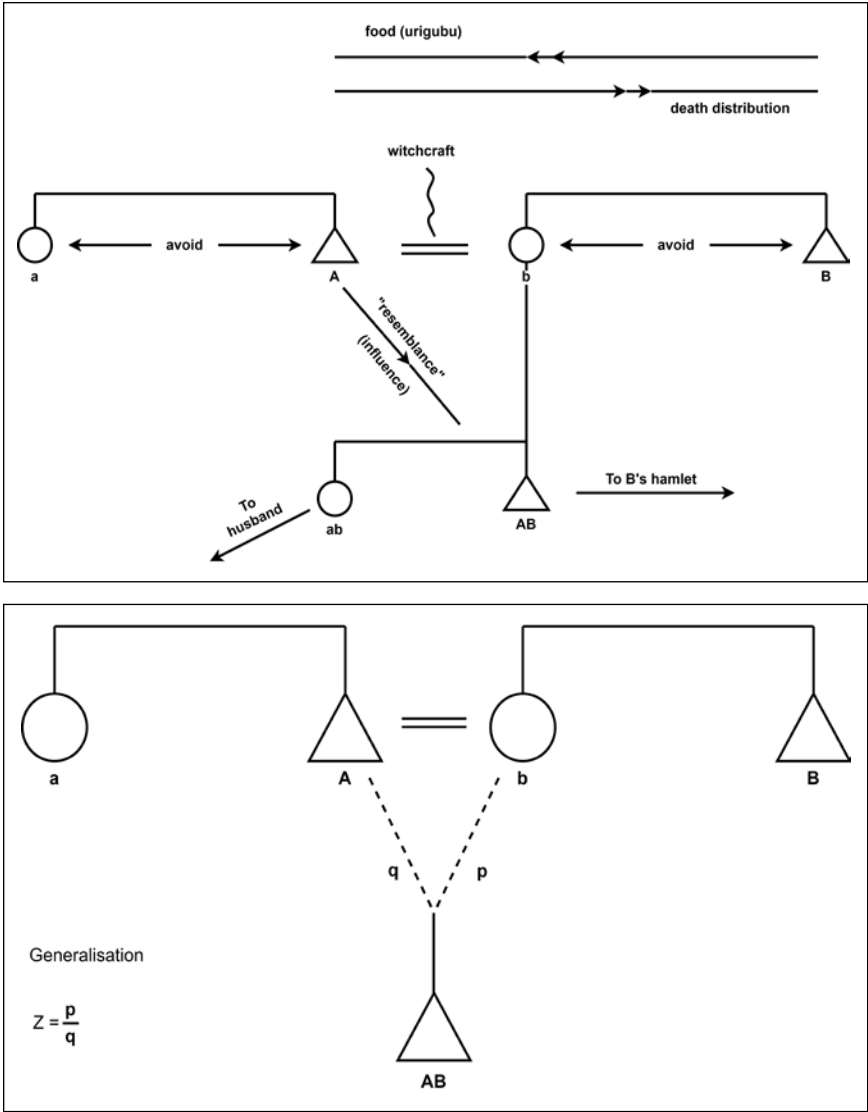 food (urigubu)
death distribution
witchcraft
avoid
avoid
a
A
b
B
"resemblance"
(influence)
To B's hamlet
To
husband
ab
AB
a
A
b
B
q
p
Generalisation
Z = p/q
AB